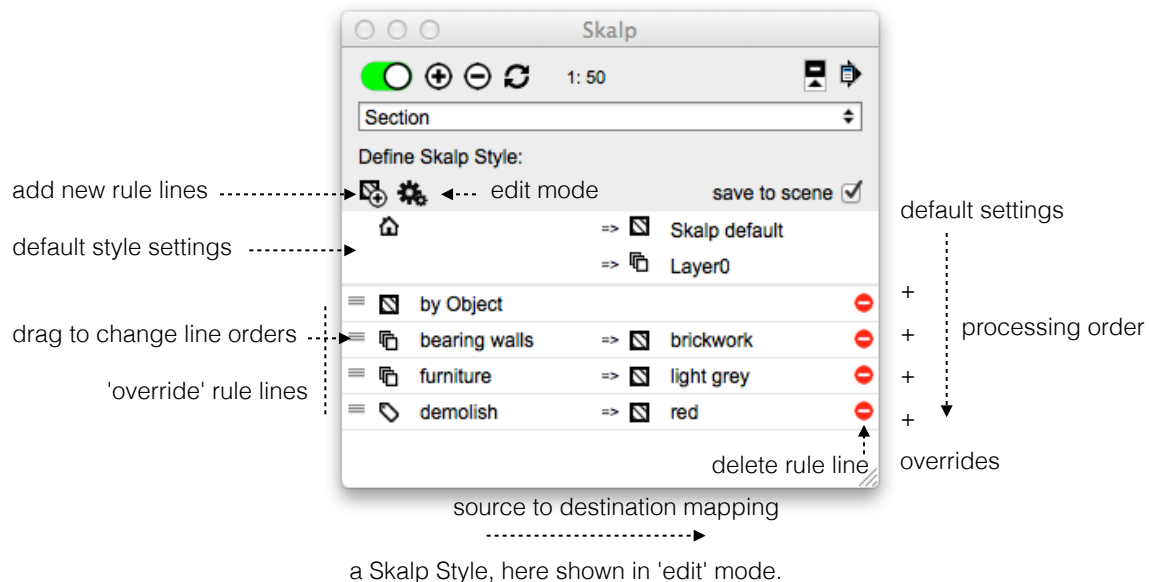 Skalp
1: 50
Section
Define Skalp Style:
add new rule lines
edit mode
save to scene
default settings
default style settings
=> Skalp default
=> Layer0
by Object
+
drag to change line orders
bearing walls => brickwork
+
processing order
'override' rule lines
furniture => light grey
+
demolish => red
+
delete rule line
overrides
source to destination mapping
a Skalp Style, here shown in 'edit' mode.